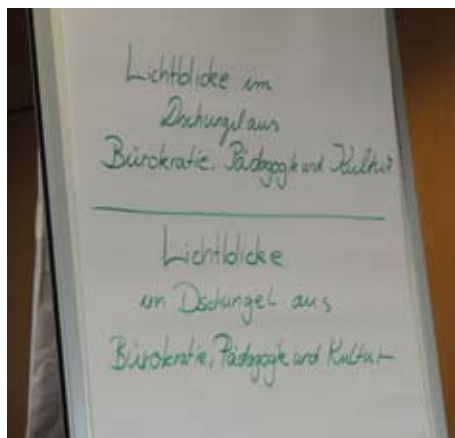 Lichtblicke im
Dschungel aus
Bürokratie, Pädagogik und Kultur
Lichtblicke
im Dschungel aus
Bürokratie, Pädagogik und Kultur